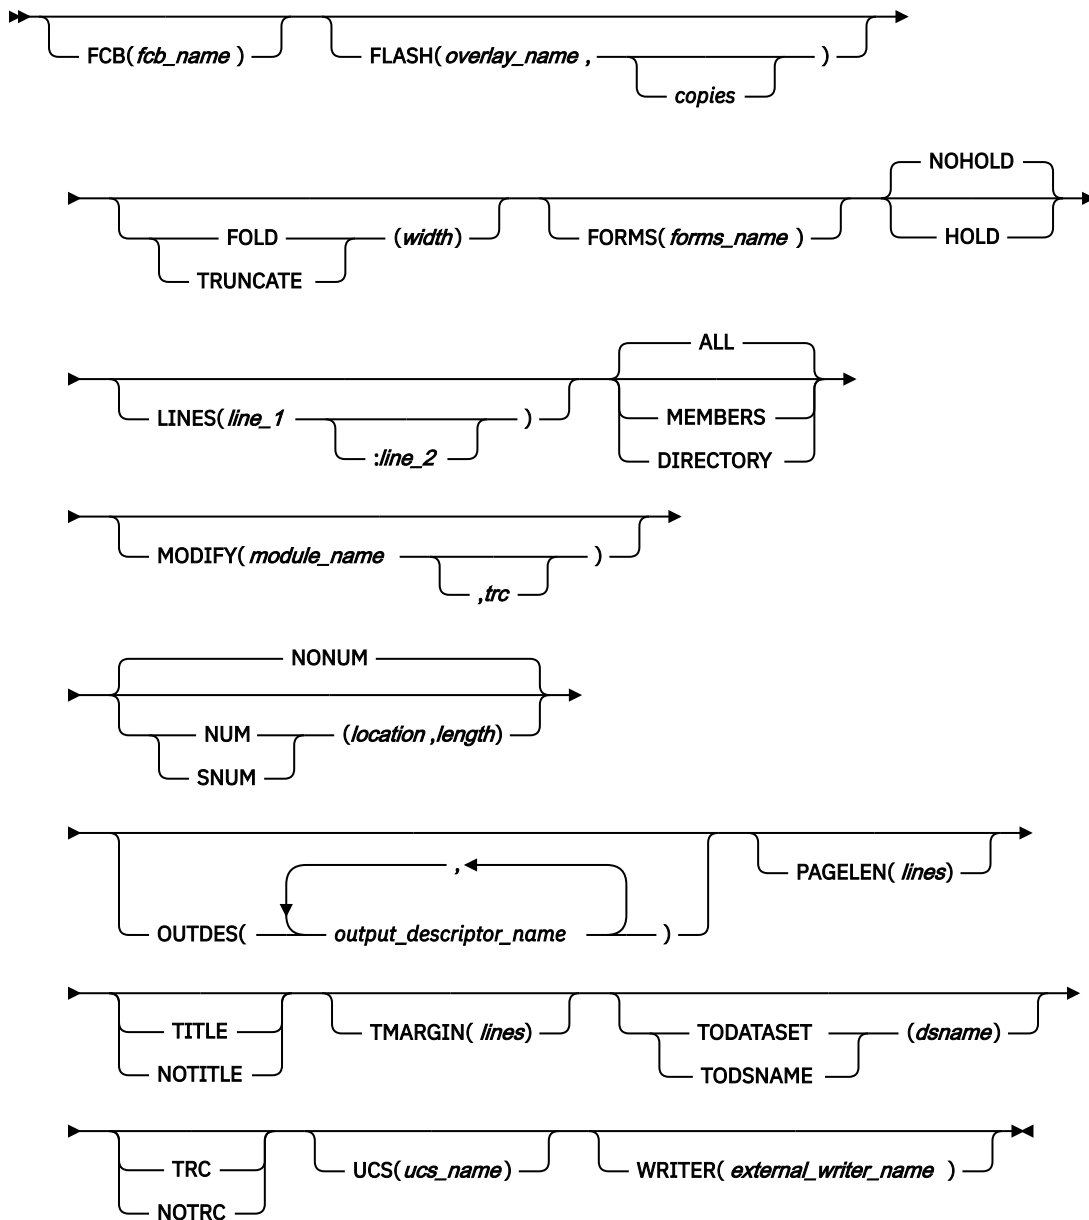 FCB(fcb_name) FLASH(overlay_name, )
copies
NOHOLD
FOLD (width) FORMS(forms_name) HOLD
TRUNCATE
ALL
LINES(line_1 ) MEMBERS
:line_2 DIRECTORY
MODIFY(module_name )
,trc
NONUM
NUM (location,length)
SNUM
,
PAGELEN(lines)
OUTDES( output_descriptor_name )
TITLE TMARGIN(lines) TODATASET (dsname)
NOTITLE TODSNAME
TRC UCS(ucs_name) WRITER(external_writer_name)
NOTRC